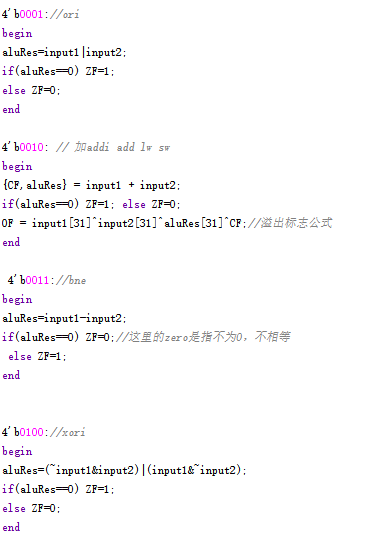 4'b0001://ori
begin
aluRes=input1|input2;
if(aluRes==0) ZF=1;
else ZF=0;
end
4'b0010: // 加addi add lw sw
begin
{CF,aluRes} = input1 + input2;
if(aluRes==0) ZF=1; else ZF=0;
OF = input1[31]^input2[31]^aluRes[31]^CF;//溢出标志公式
end
4'b0011://bne
begin
aluRes=input1-input2;
if(aluRes==0) ZF=0;//这里的zero是指不为0，不相等
else ZF=1;
end
4'b0100://xori
begin
aluRes=(~input1&input2)|(input1&~input2);
if(aluRes==0) ZF=1;
else ZF=0;
end